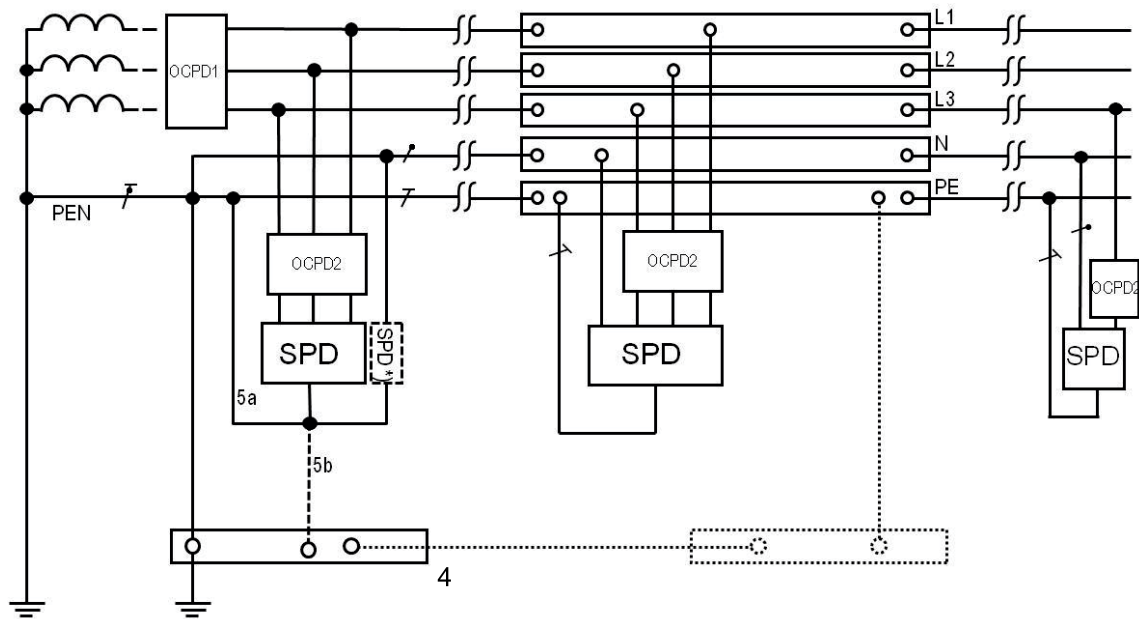 L1
OCPD1
L2
L3
N
PE
PEN
OCPD2
OCPD2
OCPD2
SPD
SPD*)
SPD
SPD
5a
5b
4